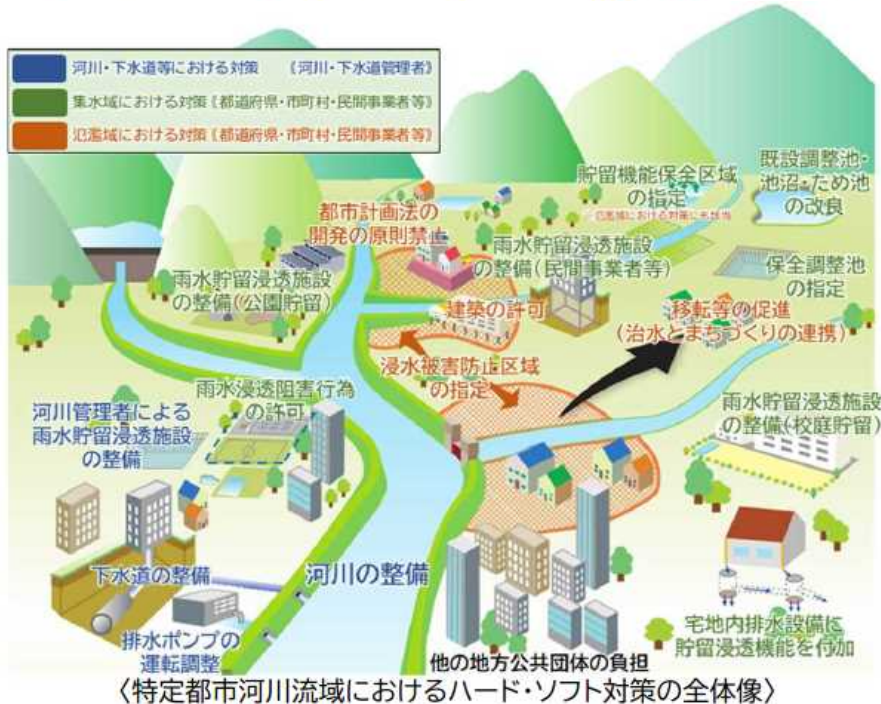 河川・下水道等における対策 《河川・下水道管理者》
集水域における対策《都道府県・市町村・民間事業者等》
氾濫域における対策《都道府県・市町村・民間事業者等》
貯留機能保全区域
の指定
※氾濫域における対策にも該当
既設調整池・
池沼・ため池
の改良
都市計画法の
開発の原則禁止
雨水貯留浸透施設
の整備(民間事業者等)
雨水貯留浸透施設
の整備(公園貯留)
保全調整池
の指定
建築の許可
移転等の促進
(治水とまちづくりの連携)
浸水被害防止区域
の指定
雨水浸透阻害行為
の許可
河川管理者による
雨水貯留浸透施設
の整備
雨水貯留浸透施設
の整備(校庭貯留)
下水道の整備
河川の整備
排水ポンプの
運転調整
宅地内排水設備に
貯留浸透機能を付加
他の地方公共団体の負担
〈特定都市河川流域におけるハード・ソフト対策の全体像〉